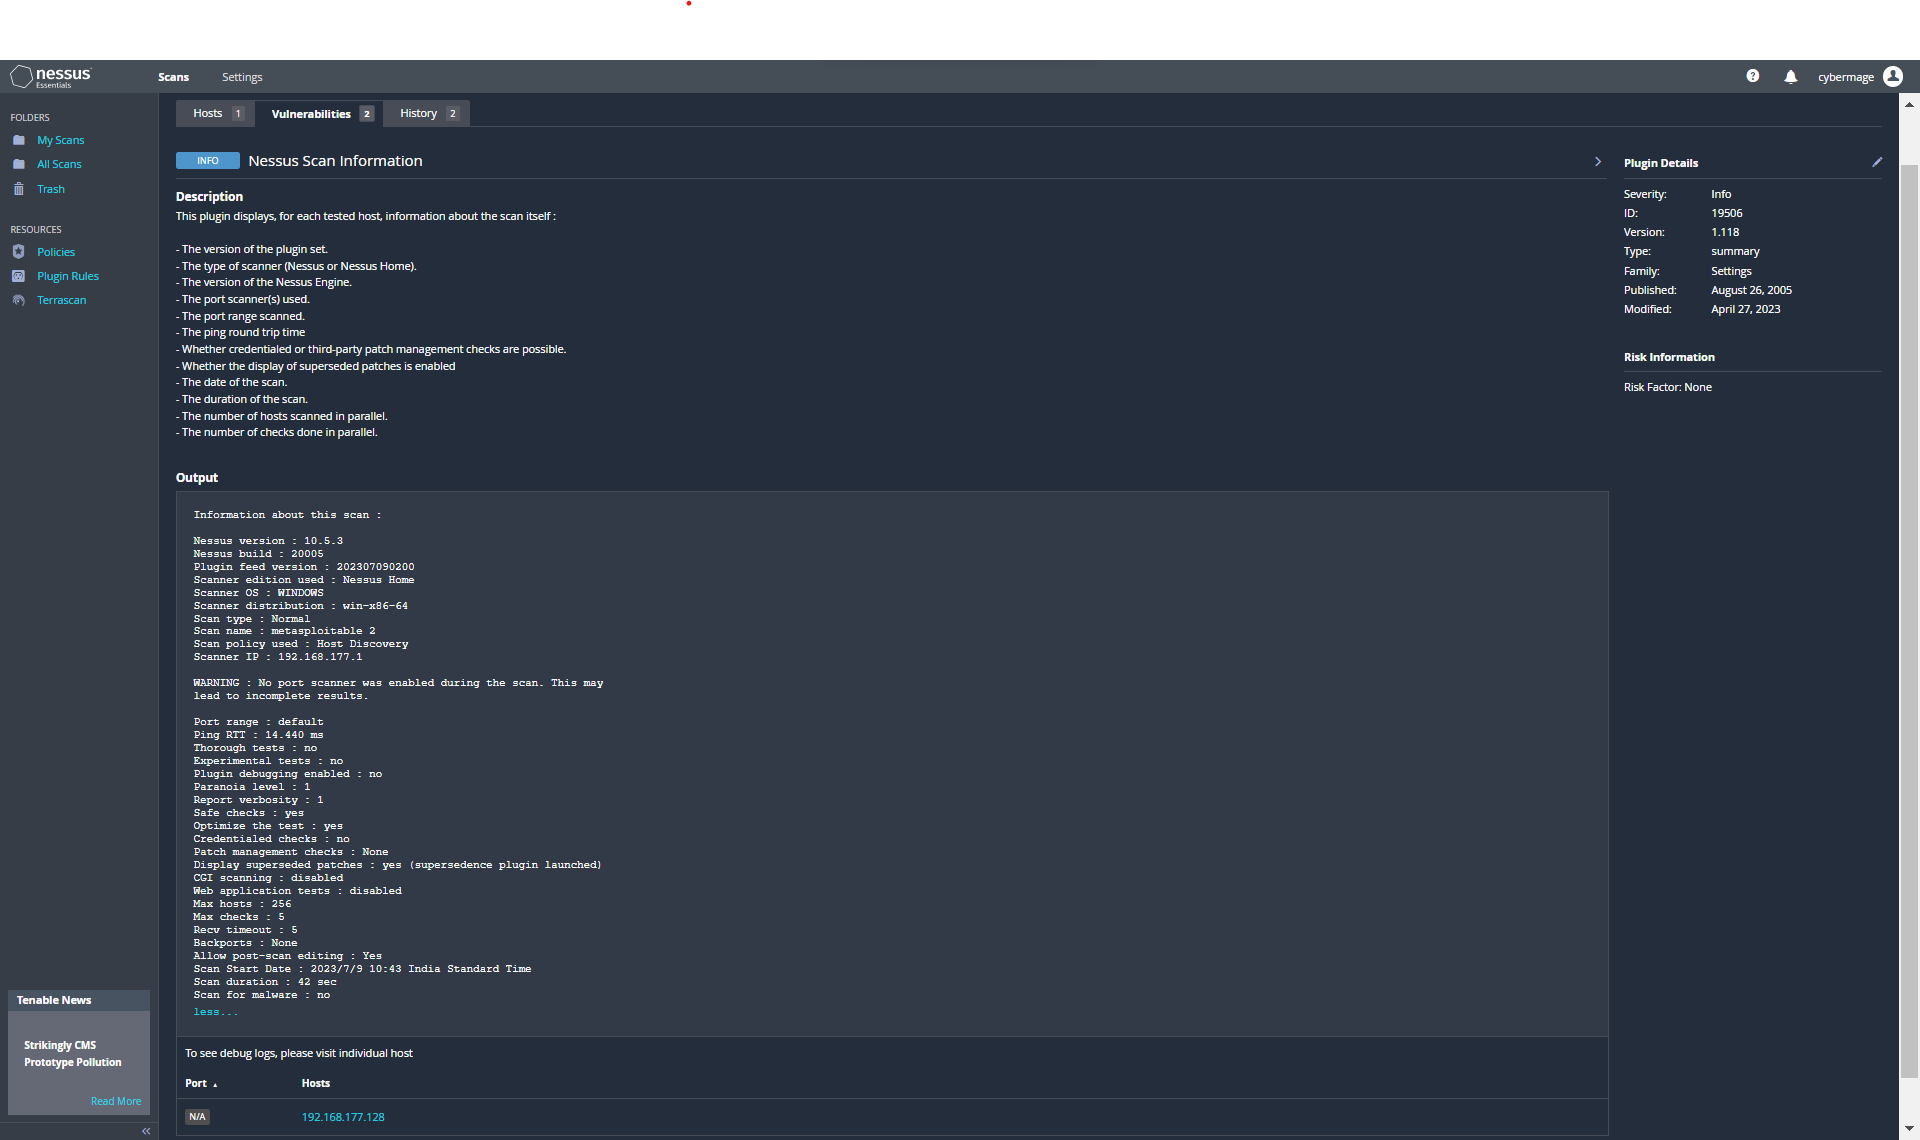 nessus
Essentials
Scans
Settings
cybermage
FOLDERS
My Scans
All Scans
Trash
RESOURCES
Policies
Plugin Rules
Terrascan
Tenable News
Strikingly CMS
Prototype Pollution
Read More
Hosts 1
Vulnerabilities 2
History 2
INFO Nessus Scan Information
Description
This plugin displays, for each tested host, information about the scan itself :
- The version of the plugin set.
- The type of scanner (Nessus or Nessus Home).
- The version of the Nessus Engine.
- The port scanner(s) used.
- The port range scanned.
- The ping round trip time
- Whether credentialed or third-party patch management checks are possible.
- Whether the display of superseded patches is enabled
- The date of the scan.
- The duration of the scan.
- The number of hosts scanned in parallel.
- The number of checks done in parallel.
Output
Information about this scan :
Nessus version : 10.5.3
Nessus build : 20005
Plugin feed version : 202307090200
Scanner edition used : Nessus Home
Scanner OS : WINDOWS
Scanner distribution : win-x86-64
Scan type : Normal
Scan name : metasploitable 2
Scan policy used : Host Discovery
Scanner IP : 192.168.177.1
WARNING : No port scanner was enabled during the scan. This may
lead to incomplete results.
Port range : default
Ping RTT : 14.440 ms
Thorough tests : no
Experimental tests : no
Plugin debugging enabled : no
Paranoia level : 1
Report verbosity : 1
Safe checks : yes
Optimize the test : yes
Credentialed checks : no
Patch management checks : None
Display superseded patches : yes (supersedence plugin launched)
CGI scanning : disabled
Web application tests : disabled
Max hosts : 256
Max checks : 5
Recv timeout : 5
Backports : None
Allow post-scan editing : Yes
Scan Start Date : 2023/7/9 10:43 India Standard Time
Scan duration : 42 sec
Scan for malware : no
less...
To see debug logs, please visit individual host
Port Hosts
N/A 192.168.177.128
Plugin Details
Severity: Info
ID: 19506
Version: 1.118
Type: summary
Family: Settings
Published: August 26, 2005
Modified: April 27, 2023
Risk Information
Risk Factor: None